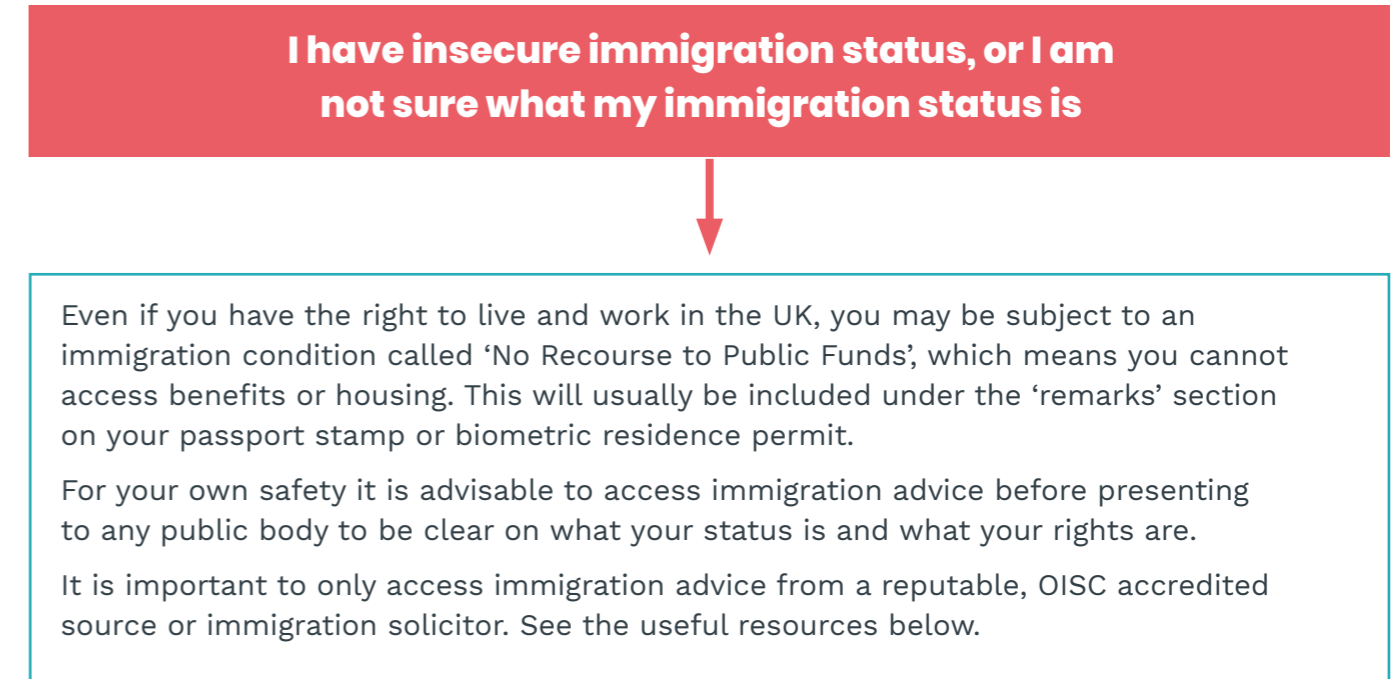 I have insecure immigration status, or I am
not sure what my immigration status is
Even if you have the right to live and work in the UK, you may be subject to an
immigration condition called ‘No Recourse to Public Funds’, which means you cannot
access benefits or housing. This will usually be included under the ‘remarks’ section
on your passport stamp or biometric residence permit.
For your own safety it is advisable to access immigration advice before presenting
to any public body to be clear on what your status is and what your rights are.
It is important to only access immigration advice from a reputable, OISC accredited
source or immigration solicitor. See the useful resources below.